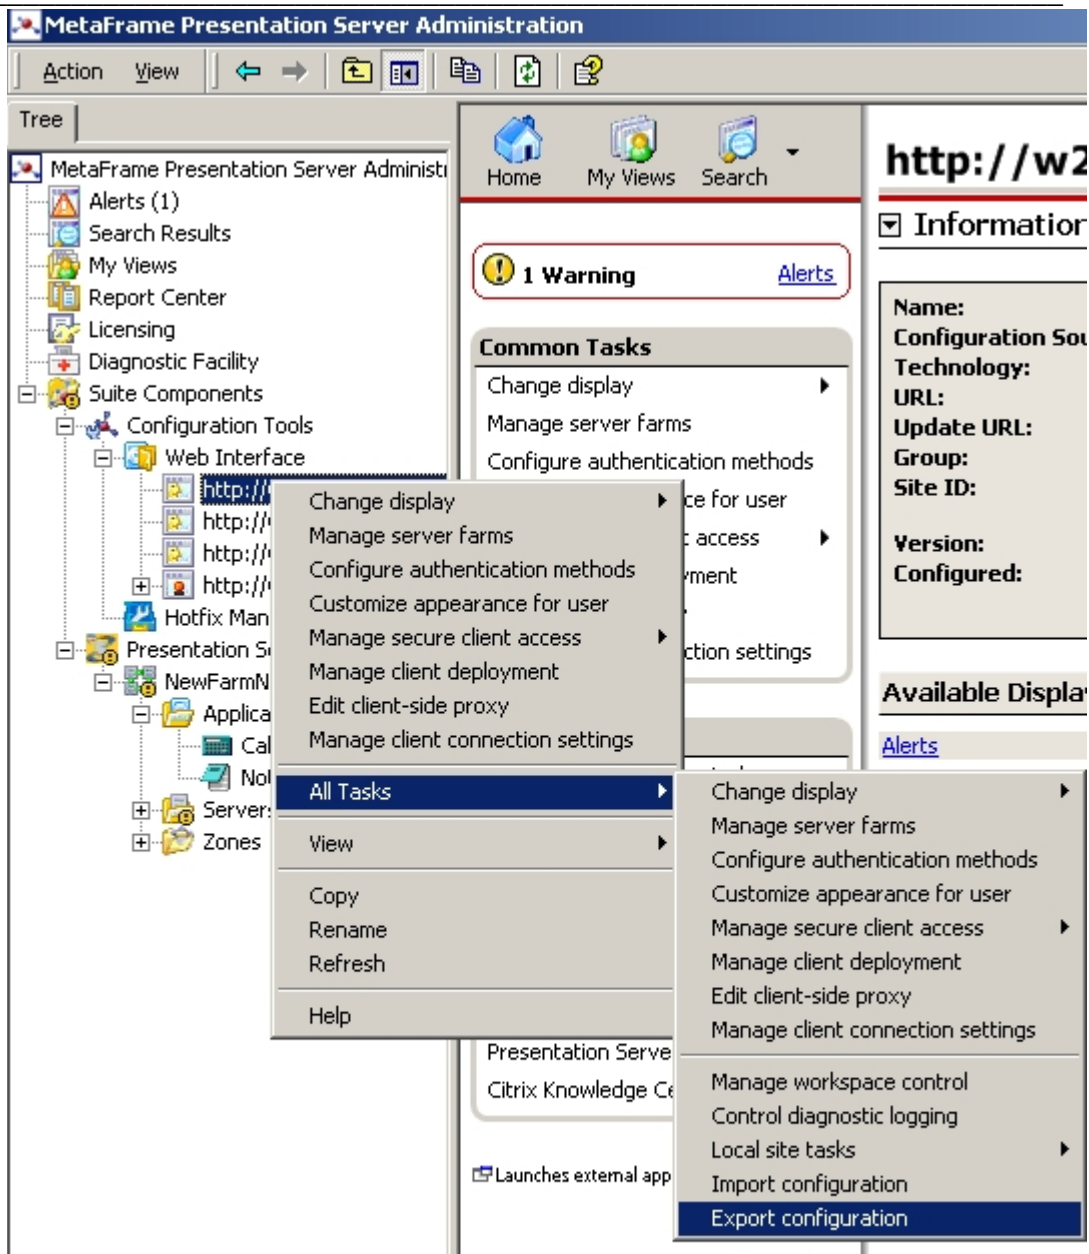 MetaFrame Presentation Server Administration
Action View
Tree
MetaFrame Presentation Server Administ
Alerts (1)
Search Results
My Views
Report Center
Licensing
Diagnostic Facility
Suite Components
Configuration Tools
Web Interface
http://
http://
http://
http://
Hotfix Man
Presentation S
NewFarmN
Applica
Cal
Not
Servers
Zones
Home My Views Search
1 Warning Alerts
Common Tasks
Change display
Manage server farms
Configure authentication methods
ce for user
access
ment
ction settings
Presentation Serve
Citrix Knowledge Ce
Launches external app
http://w2
Information
Name:
Configuration Sou
Technology:
URL:
Update URL:
Group:
Site ID:
Version:
Configured:
Available Displa
Alerts
Change display
Manage server farms
Configure authentication methods
Customize appearance for user
Manage secure client access
Manage client deployment
Edit client-side proxy
Manage client connection settings
All Tasks
View
Copy
Rename
Refresh
Help
Change display
Manage server farms
Configure authentication methods
Customize appearance for user
Manage secure client access
Manage client deployment
Edit client-side proxy
Manage client connection settings
Manage workspace control
Control diagnostic logging
Local site tasks
Import configuration
Export configuration